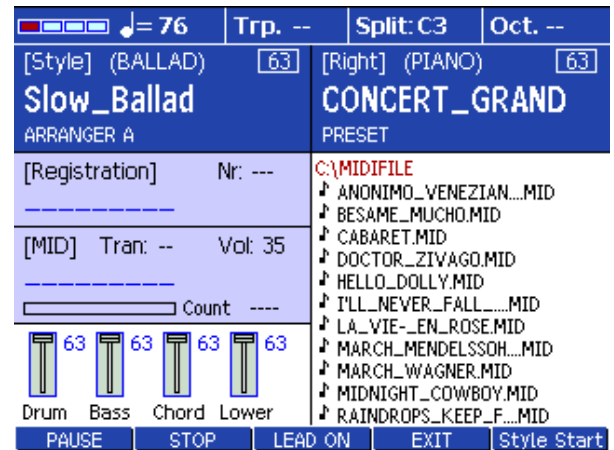 ♩= 76 Trp. -- Split: C3 Oct. --
[Style] (BALLAD) 63
Slow_Ballad
ARRANGER A
[Right] (PIANO) 63
CONCERT_GRAND
PRESET
[Registration] Nr: ---
[MID] Tran: -- Vol: 35
Count ----
63 63 63 63
Drum Bass Chord Lower
C:\MIDIFILE
ANONIMO_VENEZIAN...MID
BESAME_MUCHO.MID
CABARET.MID
DOCTOR_ZIVAGO.MID
HELLO_DOLLY.MID
I'LL_NEVER_FALL_...MID
LA_VIE-_EN_ROSE.MID
MARCH_MENDELSSOH...MID
MARCH_WAGNER.MID
MIDNIGHT_COWBOY.MID
RAINDROPS_KEEP_F...MID
PAUSE STOP LEAD ON EXIT Style Start